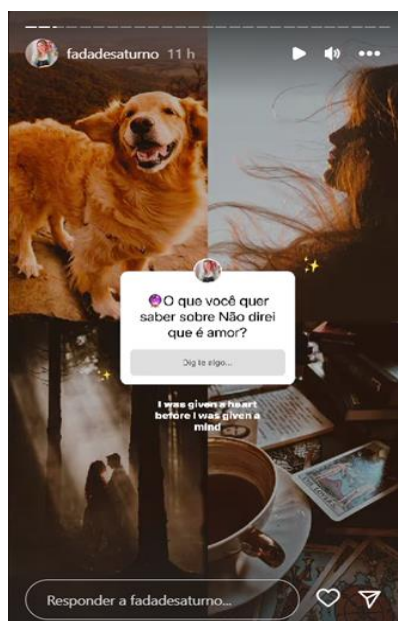 fadadesaturno 11 h
🔮O que você quer
saber sobre Não direi
que é amor?
Digite algo...
I was given a heart
before I was given a
mind
Responder a fadadesaturno...